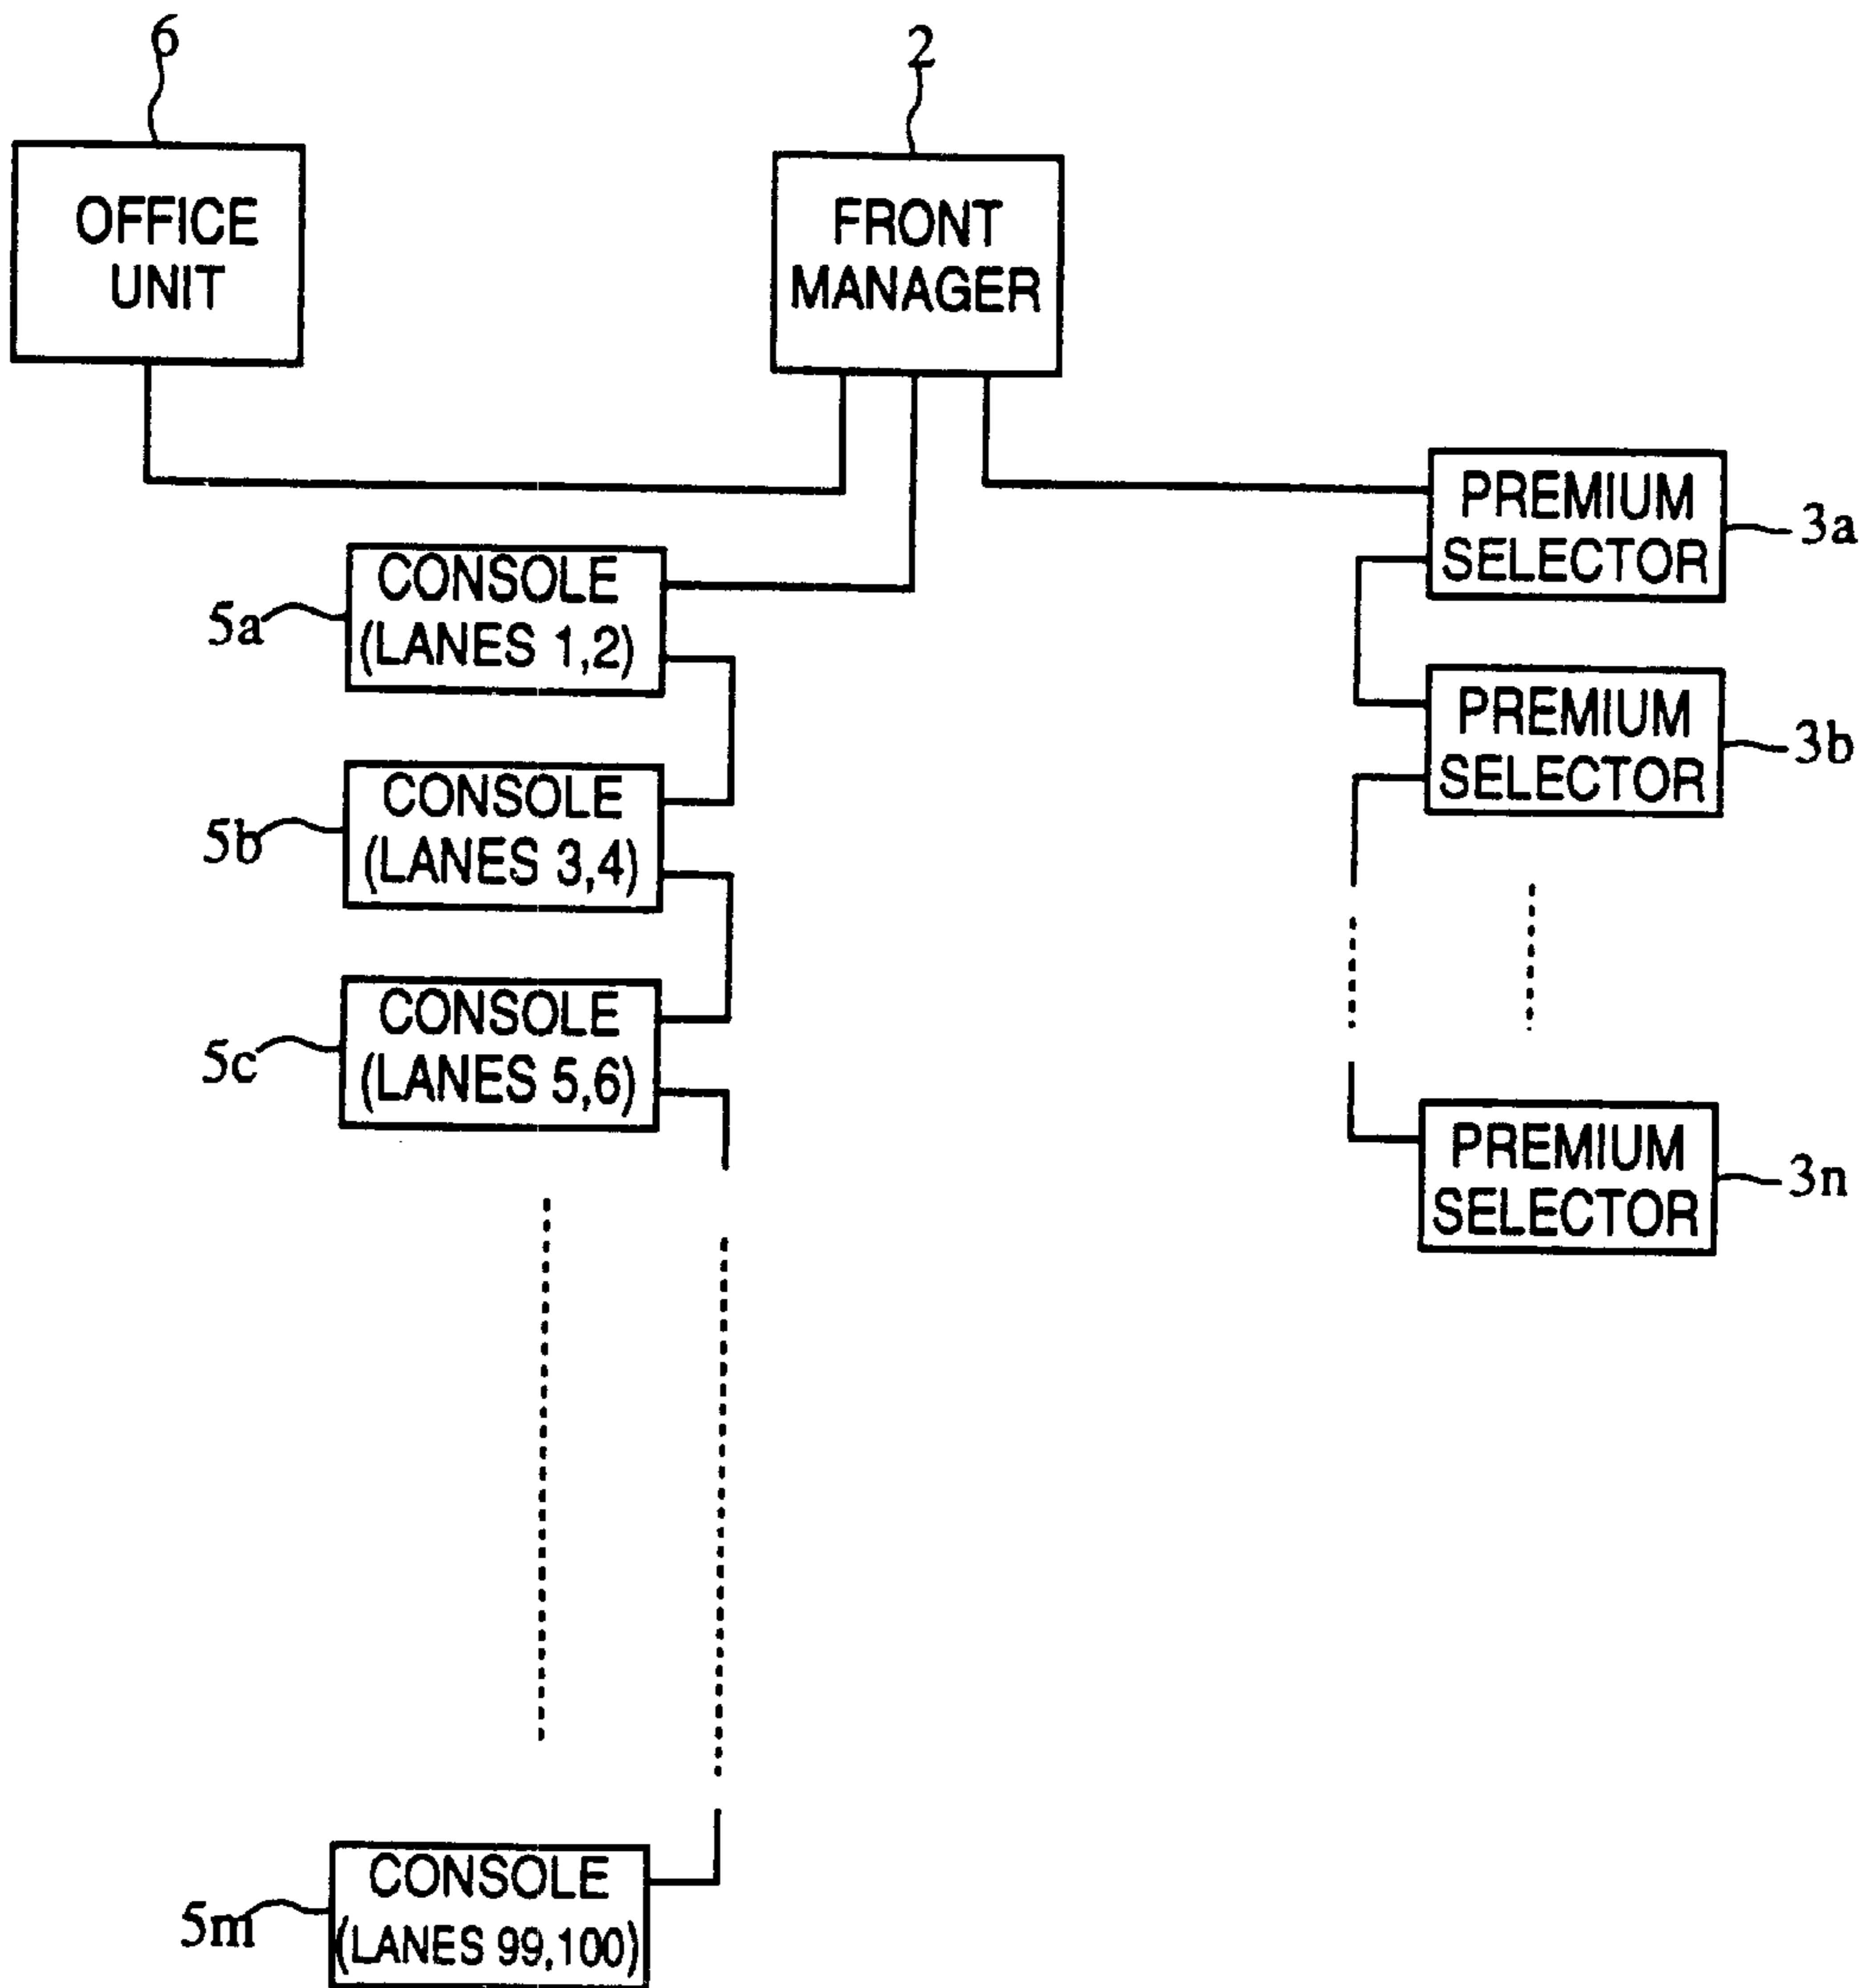 6
2
OFFICE
UNIT
FRONT
MANAGER
PREMIUM
SELECTOR
3a
CONSOLE
(LANES 1,2)
5a
PREMIUM
SELECTOR
3b
CONSOLE
(LANES 3,4)
5b
CONSOLE
(LANES 5,6)
5c
PREMIUM
SELECTOR
3n
CONSOLE
(LANES 99,100)
5m